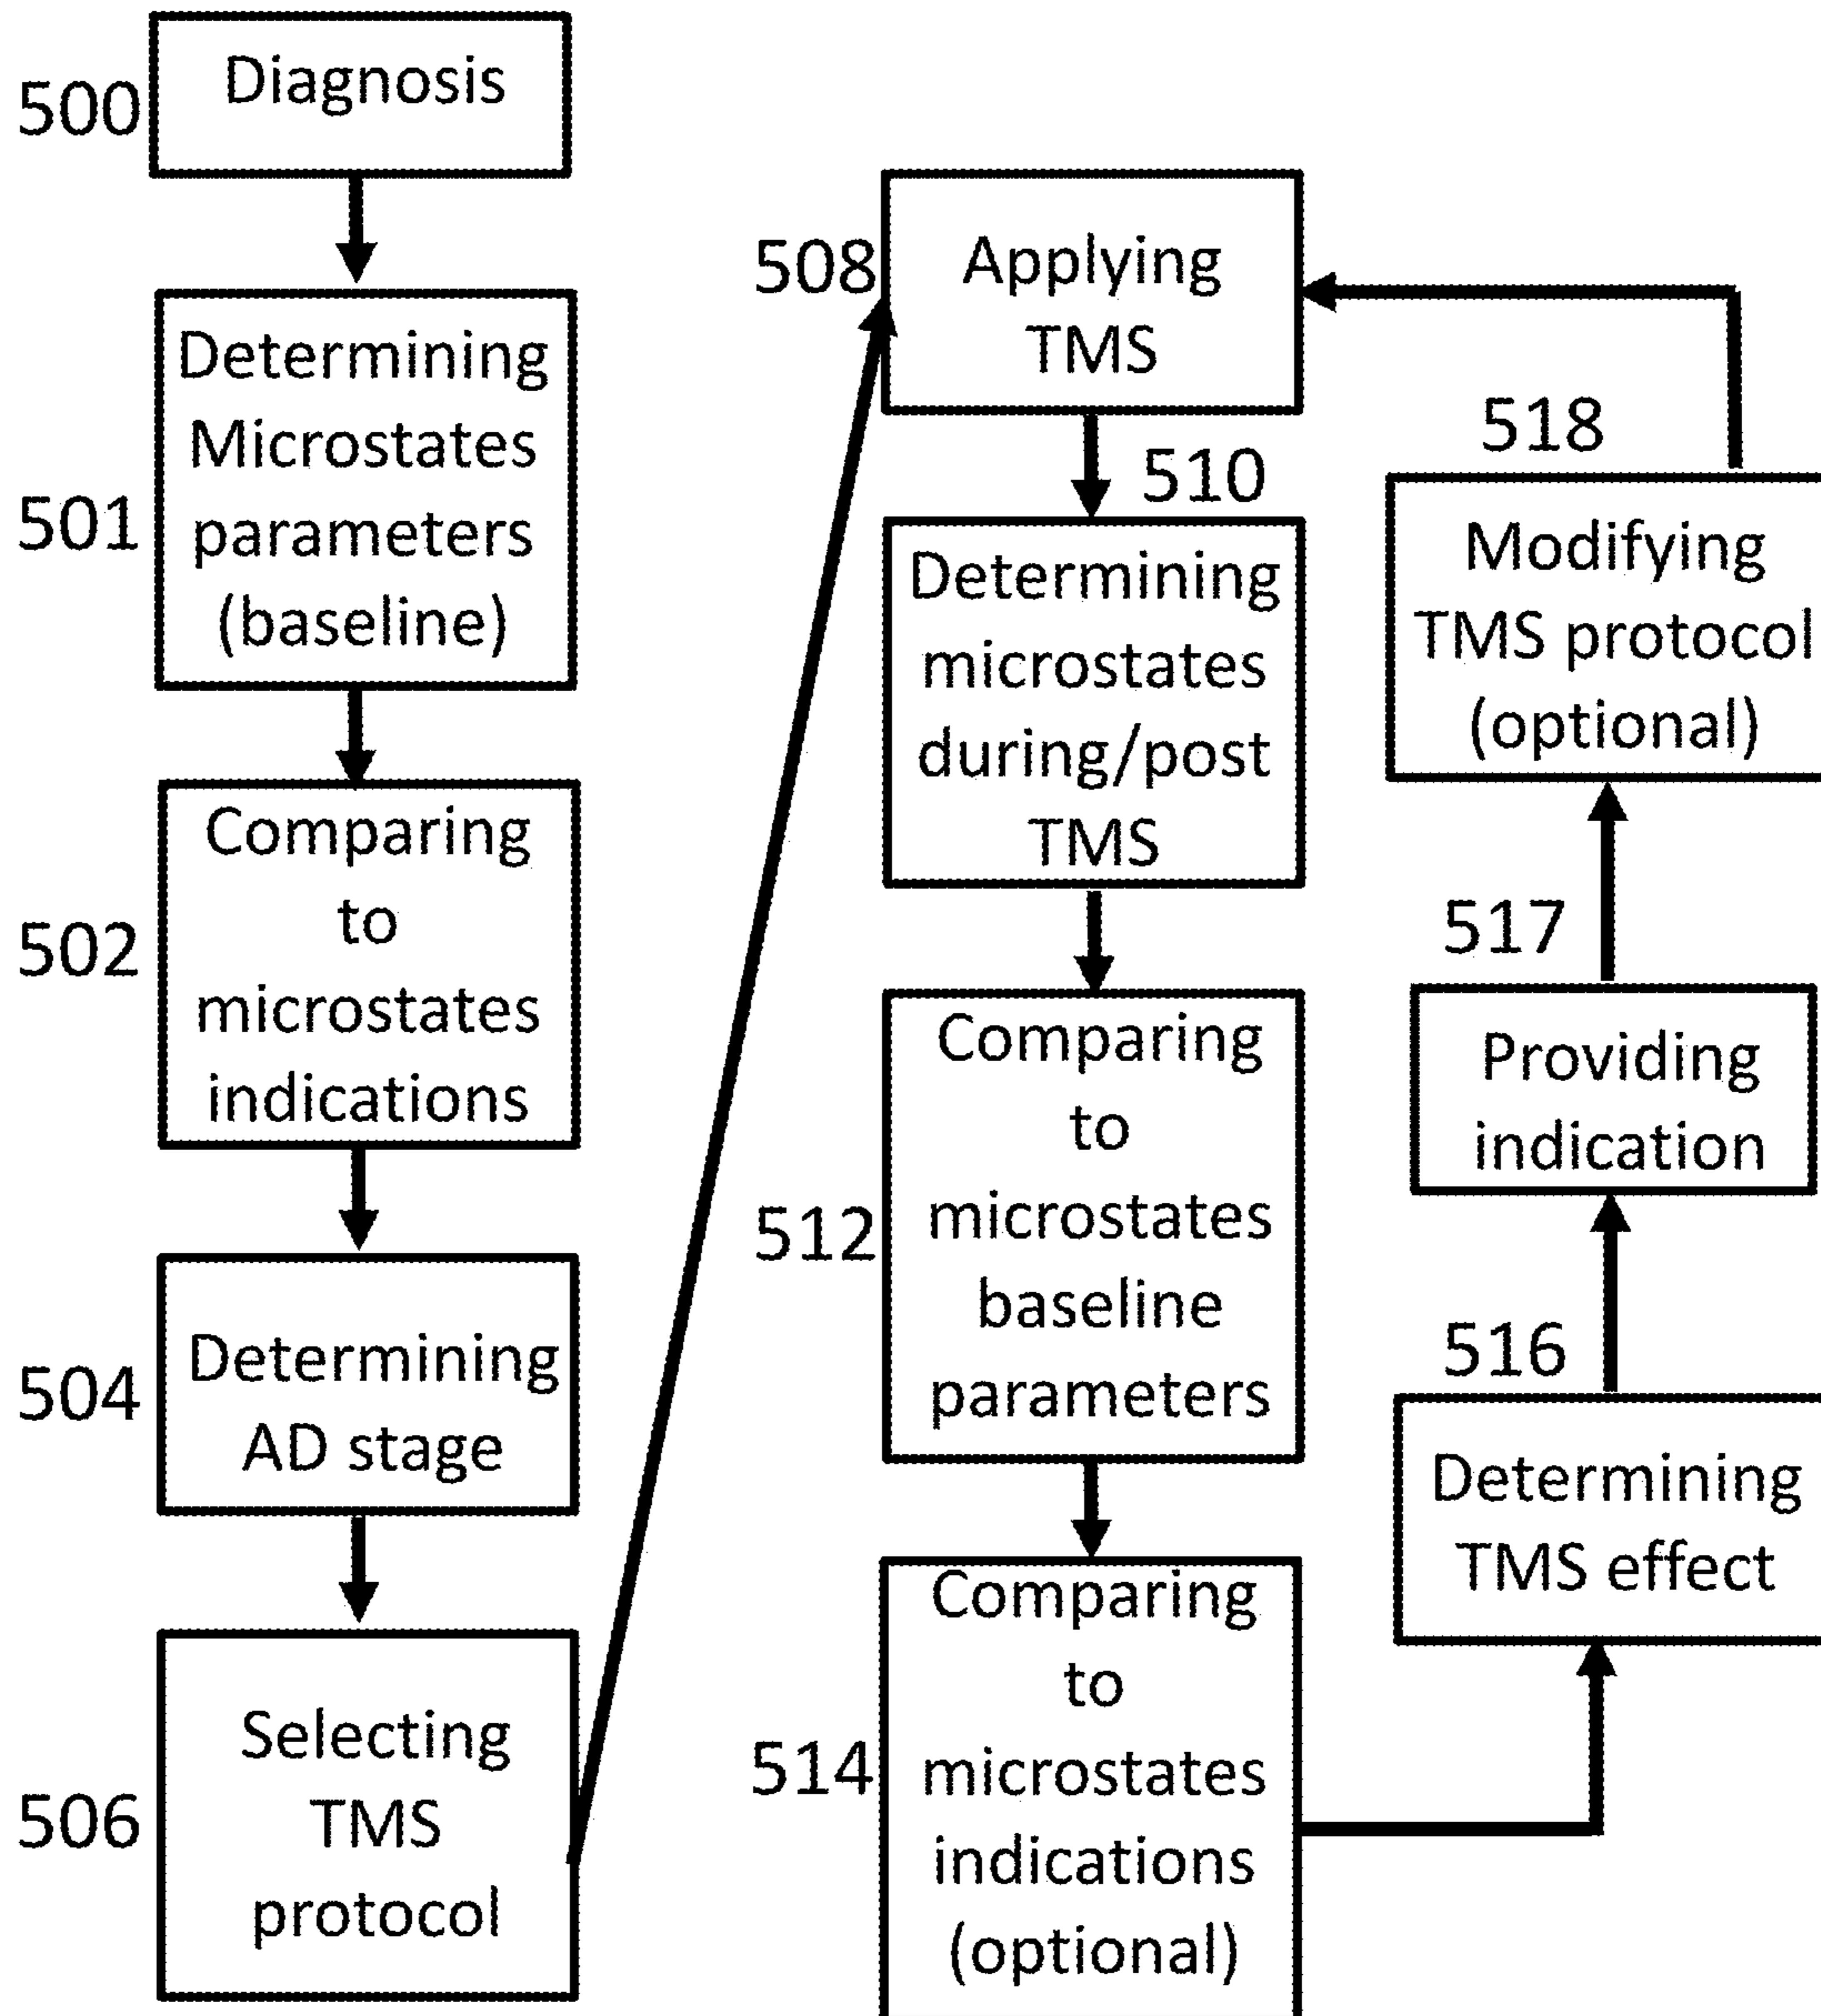 500
Diagnosis
501
Determining
Microstates
parameters
(baseline)
502
Comparing
to
microstates
indications
504
Determining
AD stage
506
Selecting
TMS
protocol
508
Applying
TMS
510
Determining
microstates
during/post
TMS
512
Comparing
to
microstates
baseline
parameters
514
Comparing
to
microstates
indications
(optional)
516
Determining
TMS effect
517
Providing
indication
518
Modifying
TMS protocol
(optional)